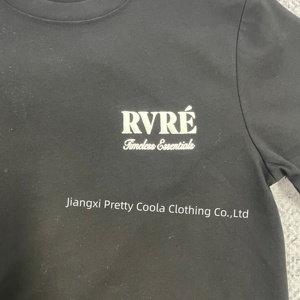 RVRÉ
Timeless Essentials
Jiangxi Pretty Coola Clothing Co.,Ltd